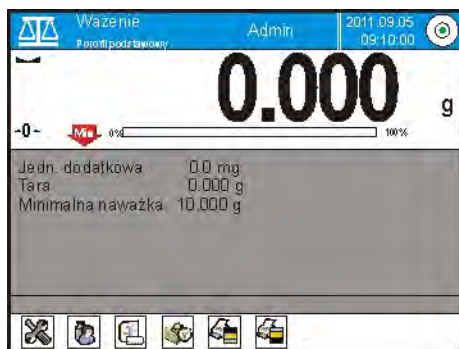 Ważenie
Admin
2011.09.05
Porofil podstawowy
09:10:00
0.000 g
-0-
Min
0%
100%
Jedn. dodatkowa 0.0 mg
Tara 0.000 g
Minimalna naważka 10.000 g